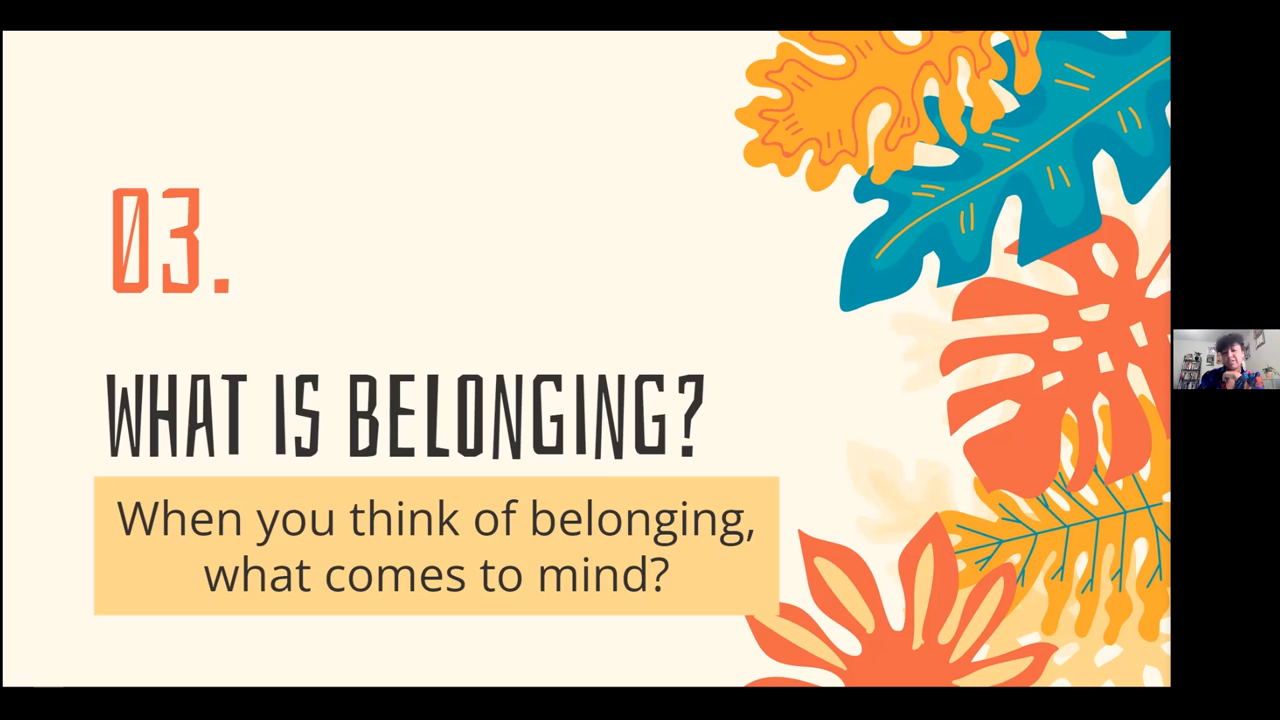 03.
WHAT IS BELONGING?
When you think of belonging,
what comes to mind?